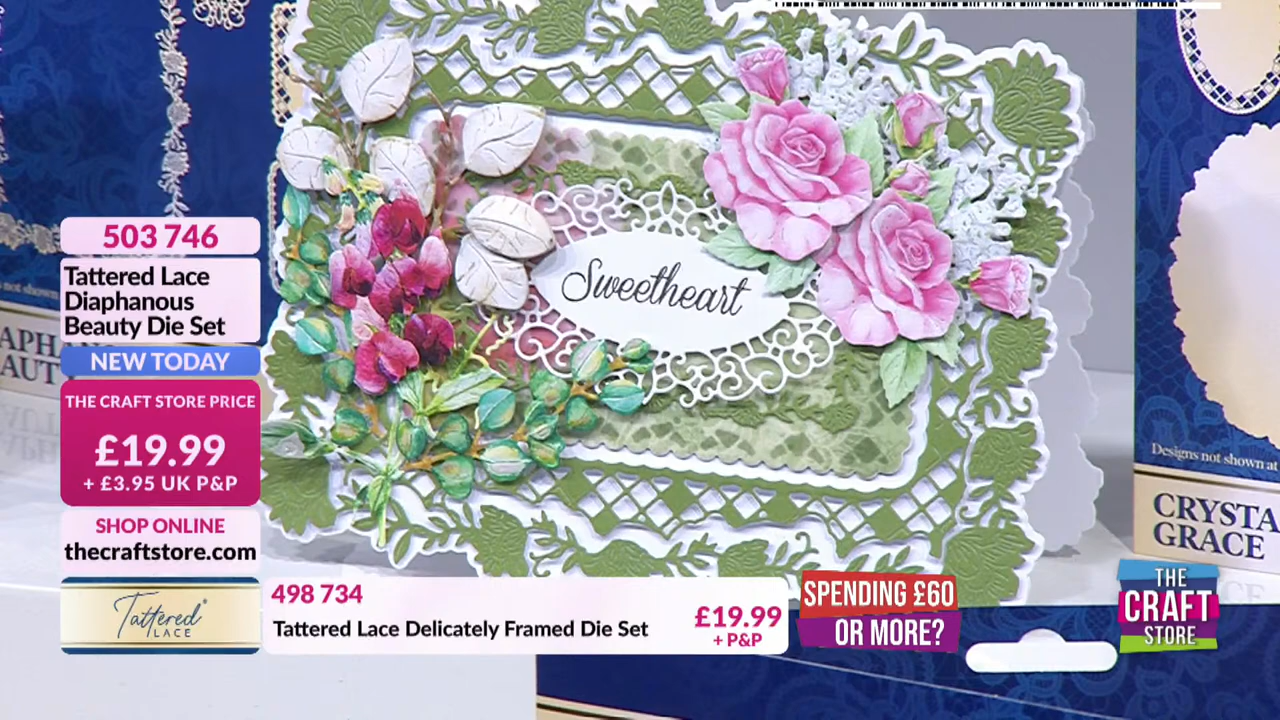 503 746
Tattered Lace
Diaphanous
Beauty Die Set
NEW TODAY
THE CRAFT STORE PRICE
£19.99
+ £3.95 UK P&P
SHOP ONLINE
thecraftstore.com
Tattered®
LACE
498 734
Tattered Lace Delicately Framed Die Set
£19.99
+ P&P
SPENDING £60
OR MORE?
THE
CRAFT
STORE
Sweetheart
Designs not shown at
CRYSTA
GRACE